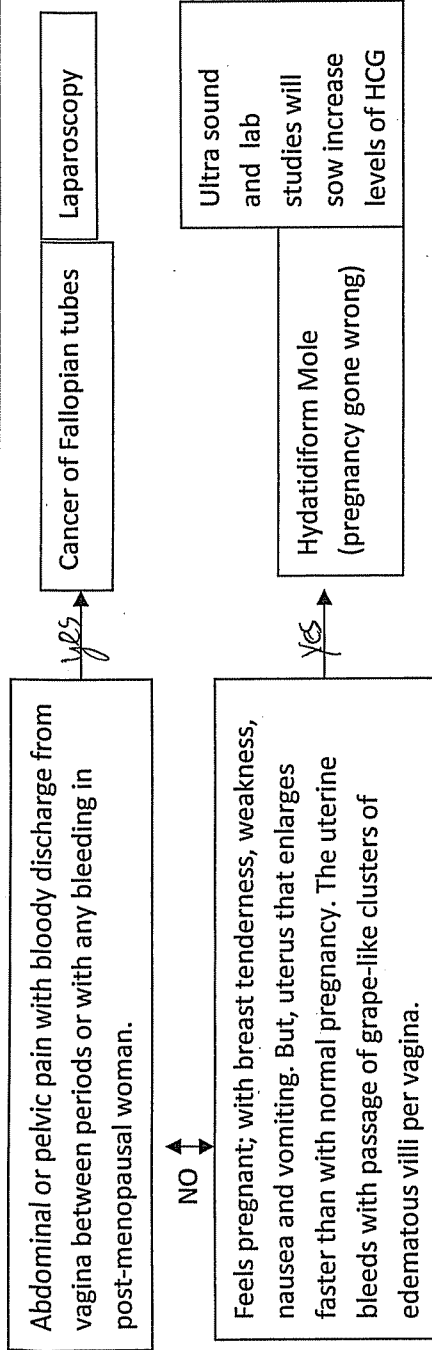 Abdominal or pelvic pain with bloody discharge from
vagina between periods or with any bleeding in
post-menopausal woman.
yes
Cancer of Fallopian tubes
Laparoscopy
NO
Feels pregnant; with breast tenderness, weakness,
nausea and vomiting. But, uterus that enlarges
faster than with normal pregnancy. The uterine
bleeds with passage of grape-like clusters of
edematous villi per vagina.
yes
Hydatidiform Mole
(pregnancy gone wrong)
Ultra sound
and lab
studies will
sow increase
levels of HCG